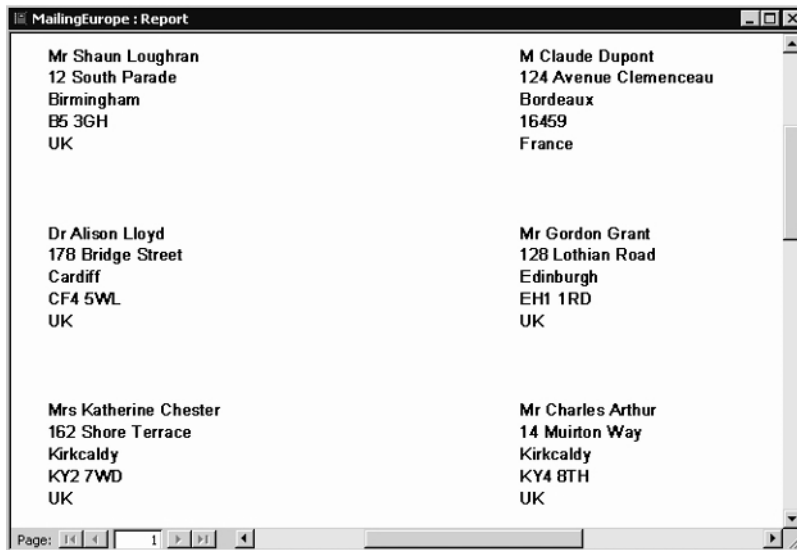 MailingEurope : Report
Mr Shaun Loughran
12 South Parade
Birmingham
B5 3GH
UK
M Claude Dupont
124 Avenue Clemenceau
Bordeaux
16459
France
Dr Alison Lloyd
178 Bridge Street
Cardiff
CF4 5WL
UK
Mr Gordon Grant
128 Lothian Road
Edinburgh
EH1 1RD
UK
Mrs Katherine Chester
162 Shore Terrace
Kirkcaldy
KY2 7WD
UK
Mr Charles Arthur
14 Muirton Way
Kirkcaldy
KY4 8TH
UK
Page: 1